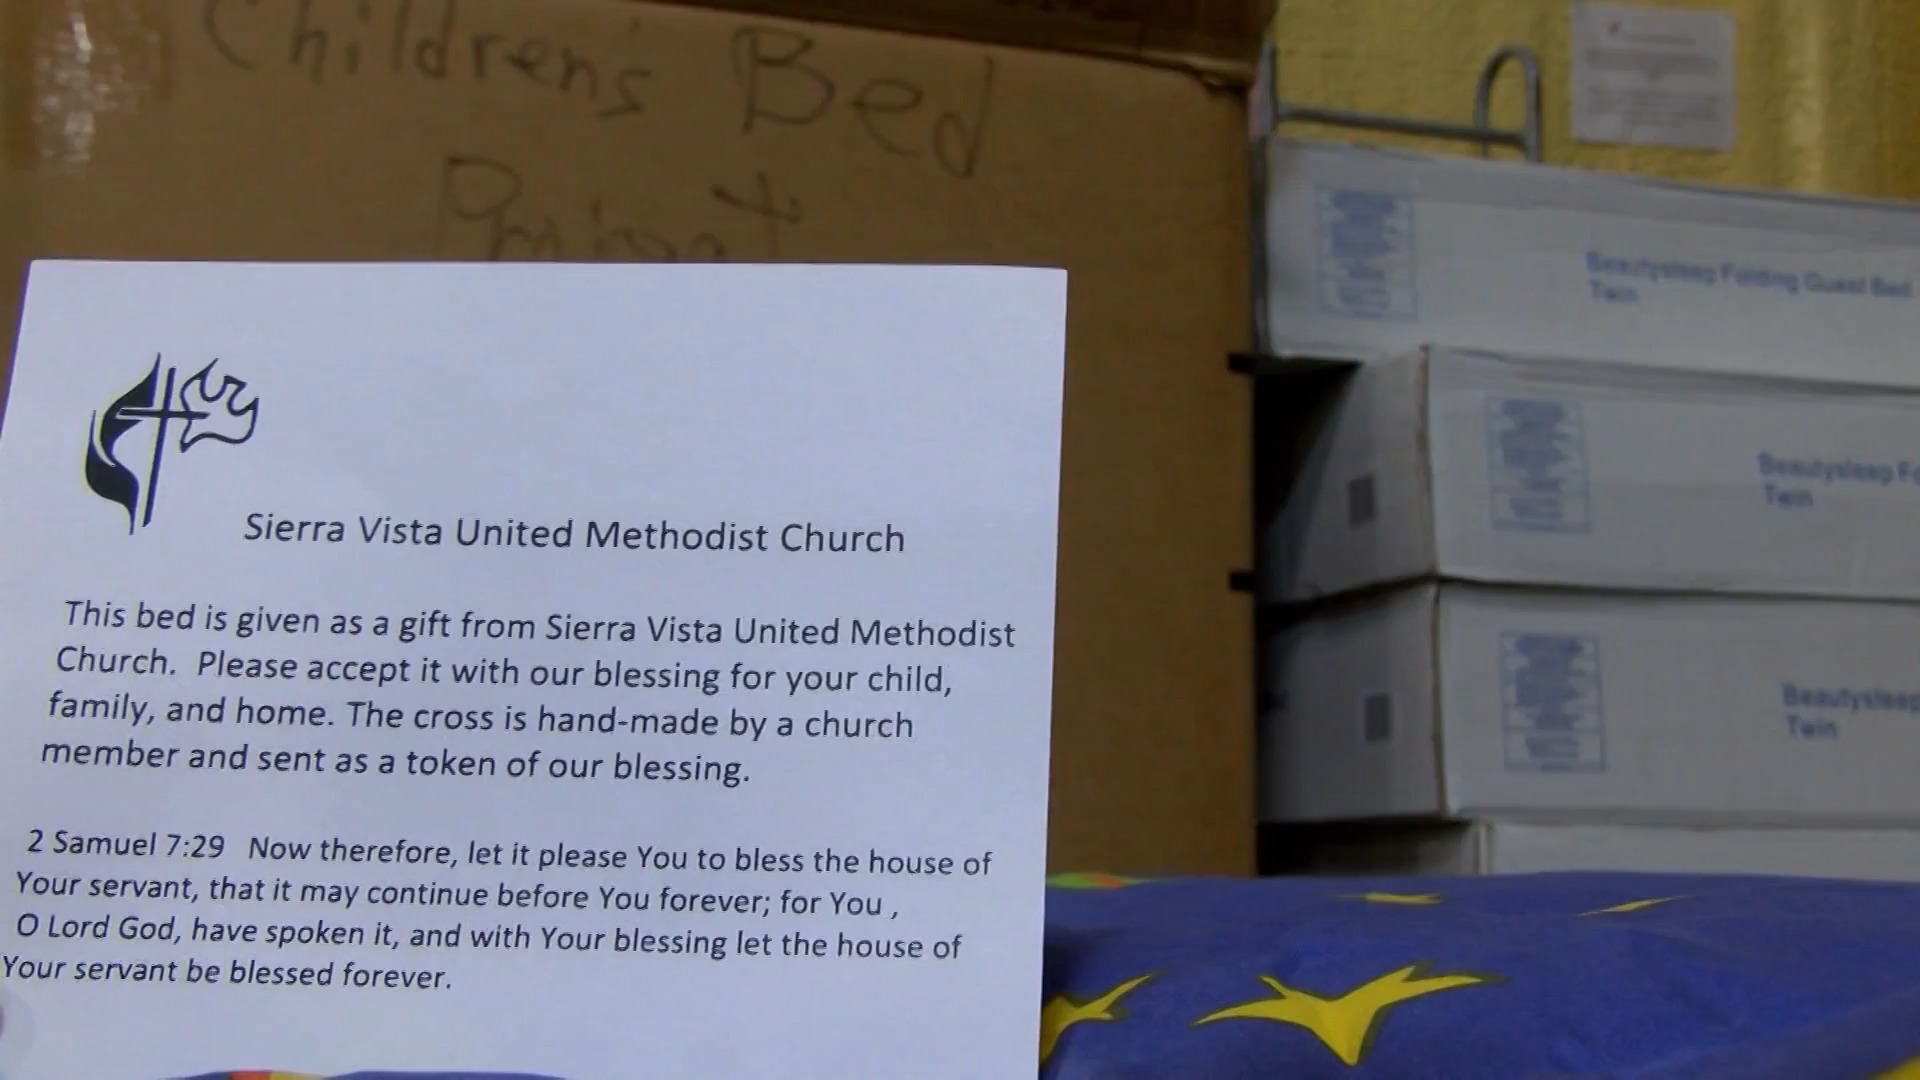 Children's Bed
Sierra Vista United Methodist Church
This bed is given as a gift from Sierra Vista United Methodist
Church. Please accept it with our blessing for your child,
family, and home. The cross is hand-made by a church
member and sent as a token of our blessing.
2 Samuel 7:29 Now therefore, let it please You to bless the house of
Your servant, that it may continue before You forever; for You ,
O Lord God, have spoken it, and with Your blessing let the house of
Your servant be blessed forever.
Beautysleep Folding Guest Bed
Twin
Beautysleep
Twin
Beautysleep
Twin